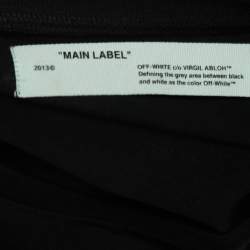 "MAIN LABEL"
2013® OFF-WHITE c/o VIRGIL ABLOH™
Defining the grey area between black
and white as the color Off-White™